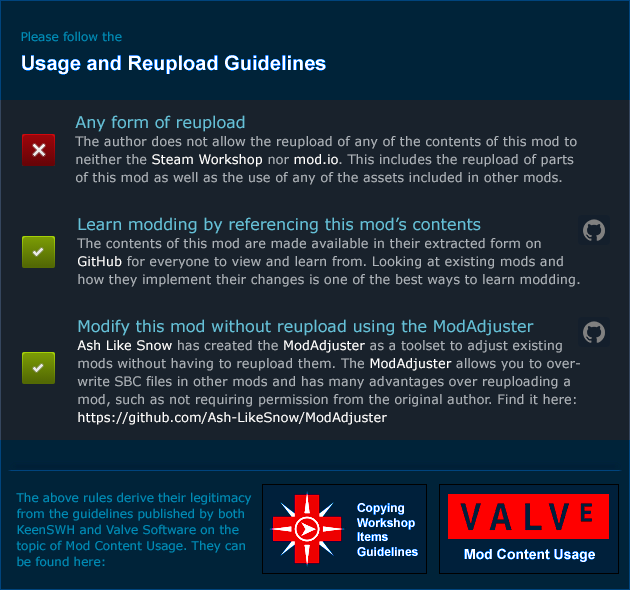 Please follow the
Usage and Reupload Guidelines
Any form of reupload
The author does not allow the reupload of any of the contents of this mod to
neither the Steam Workshop nor mod.io. This includes the reupload of parts
of this mod as well as the use of any of the assets included in other mods.
Learn modding by referencing this mod’s contents
The contents of this mod are made available in their extracted form on
GitHub for everyone to view and learn from. Looking at existing mods and
how they implement their changes is one of the best ways to learn modding.
Modify this mod without reupload using the ModAdjuster
Ash Like Snow has created the ModAdjuster as a toolset to adjust existing
mods without having to reupload them. The ModAdjuster allows you to over-
write SBC files in other mods and has many advantages over reuploading a
mod, such as not requiring permission from the original author. Find it here:
https://github.com/Ash-LikeSnow/ModAdjuster
The above rules derive their legitimacy
from the guidelines published by both
KeenSWH and Valve Software on the
topic of Mod Content Usage. They can
be found here:
Copying
Workshop
Items
Guidelines
VALVE
Mod Content Usage